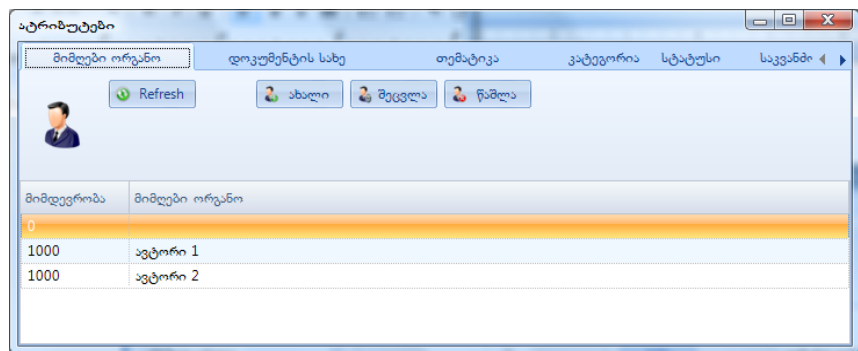 ატრიბუტები
მიმღები ორგანო დოკუმენტის სახე თემატიკა კატეგორია სტატუსი
Refresh ახალი შეცვლა წაშლა
მიმდევრობა მიმღები ორგანო
0
1000 ავტორი 1
1000 ავტორი 2